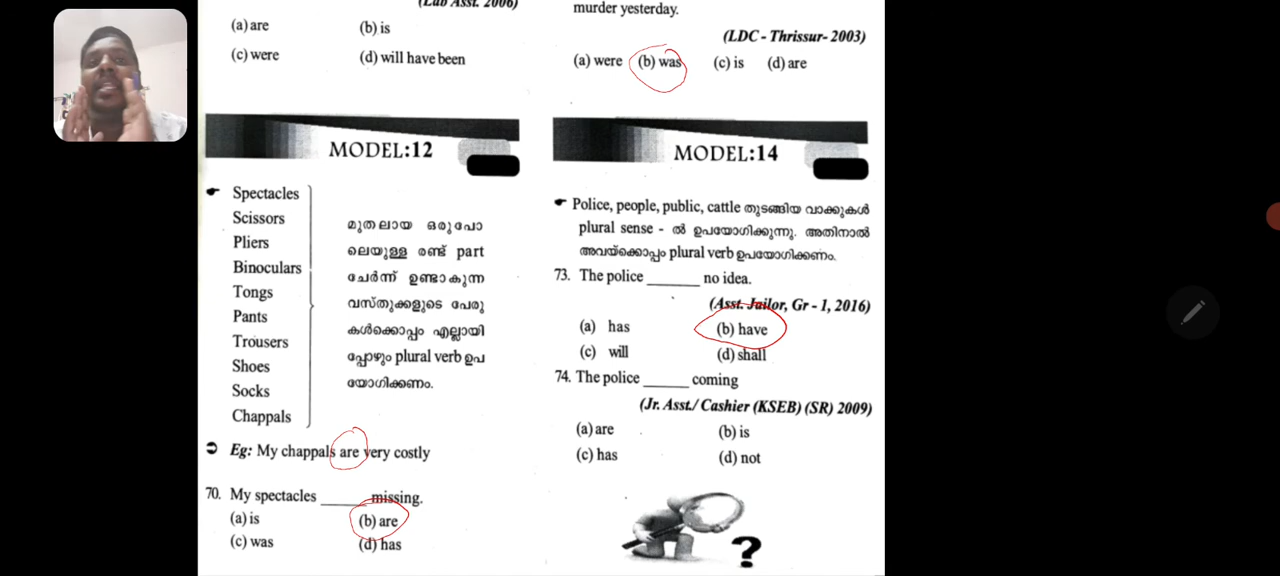 (Lab Asst. 2006)
(a) are (b) is
(c) were (d) will have been
MODEL:12
Spectacles
Scissors
Pliers
Binoculars
Tongs
Pants
Trousers
Shoes
Socks
Chappals
മുതലായ ഒരുപോ
ലെയുള്ള രണ്ട് part
ചേർന്ന് ഉണ്ടാകുന്ന
വസ്തുക്കളുടെ പേരു
കൾക്കൊപ്പം എല്ലായി
പ്പോഴും plural verb ഉപ
യോഗിക്കണം.
Eg: My chappals are very costly
70. My spectacles ______ missing.
(a) is (b) are
(c) was (d) has
murder yesterday.
(LDC - Thrissur- 2003)
(a) were (b) was (c) is (d) are
MODEL:14
Police, people, public, cattle തുടങ്ങിയ വാക്കുകൾ
plural sense - ൽ ഉപയോഗിക്കുന്നു. അതിനാൽ
അവയ്ക്കൊപ്പം plural verb ഉപയോഗിക്കണം.
73. The police ______ no idea.
(Asst. Jailor, Gr - 1, 2016)
(a) has (b) have
(c) will (d) shall
74. The police _____ coming
(Jr. Asst./ Cashier (KSEB) (SR) 2009)
(a) are (b) is
(c) has (d) not
?